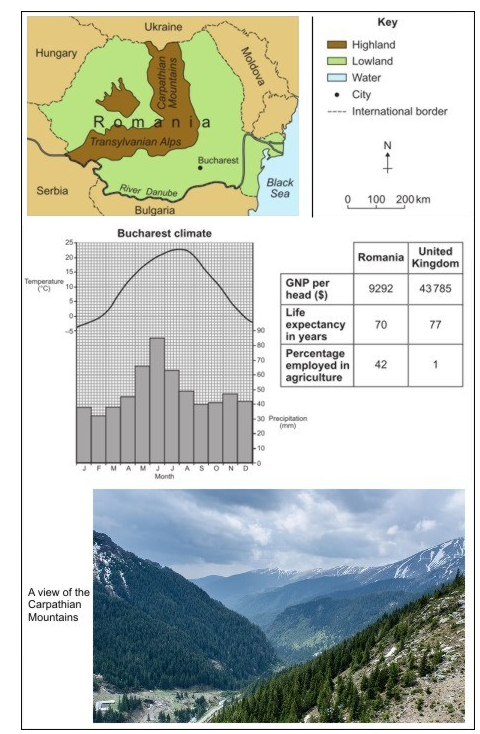 Ukraine
Hungary
Moldova
Carpathian
Mountains
Romania
Transylvanian Alps
Bucharest
Serbia
River Danube
Black
Sea
Bulgaria
Key
Highland
Lowland
Water
City
International border
N
0 100 200 km
Bucharest climate
25
20
15
10
5
0
-5
Temperature
(°C)
90
80
70
60
50
40
30
20
10
0
Precipitation
(mm)
J F M A M J J A S O N D
Month
Romania United Kingdom
GNP per head ($) 9292 43 785
Life expectancy in years 70 77
Percentage employed in agriculture 42 1
A view of the
Carpathian
Mountains